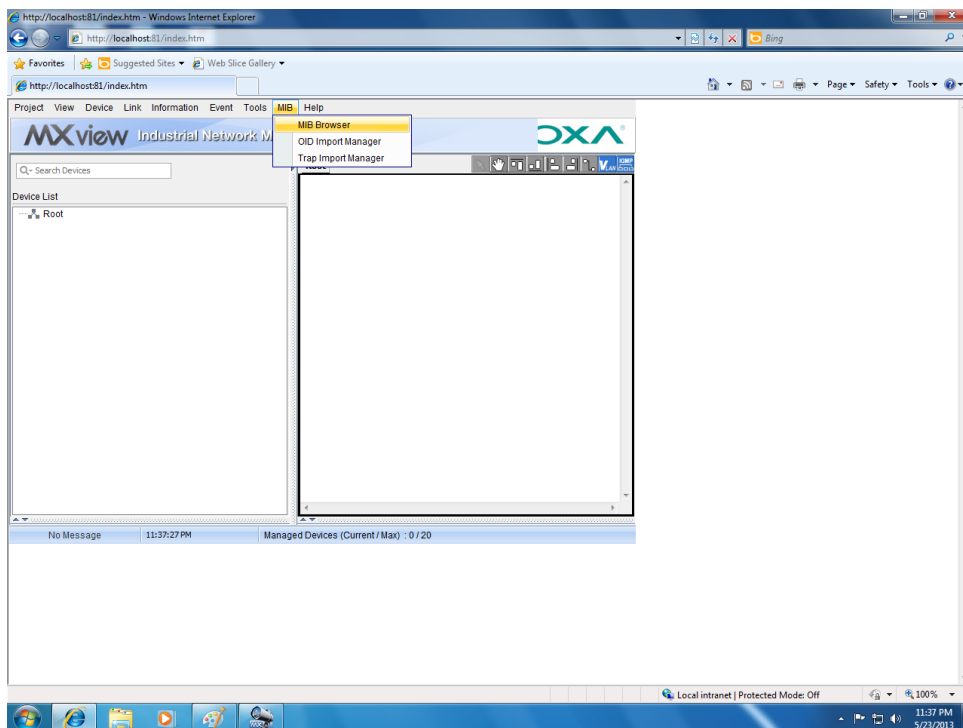 http://localhost:81/index.htm - Windows Internet Explorer
http://localhost:81/index.htm
Bing
Favorites Suggested Sites Web Slice Gallery
http://localhost:81/index.htm
Page Safety Tools
Project View Device Link Information Event Tools MIB Help
MIB Browser
OID Import Manager
Trap Import Manager
MXview Industrial Network M
OXA
Search Devices
Root
VLAN
IGMP
Device List
Root
No Message 11:37:27 PM Managed Devices (Current / Max) : 0 / 20
Local intranet | Protected Mode: Off 100%
11:37 PM
5/23/2013